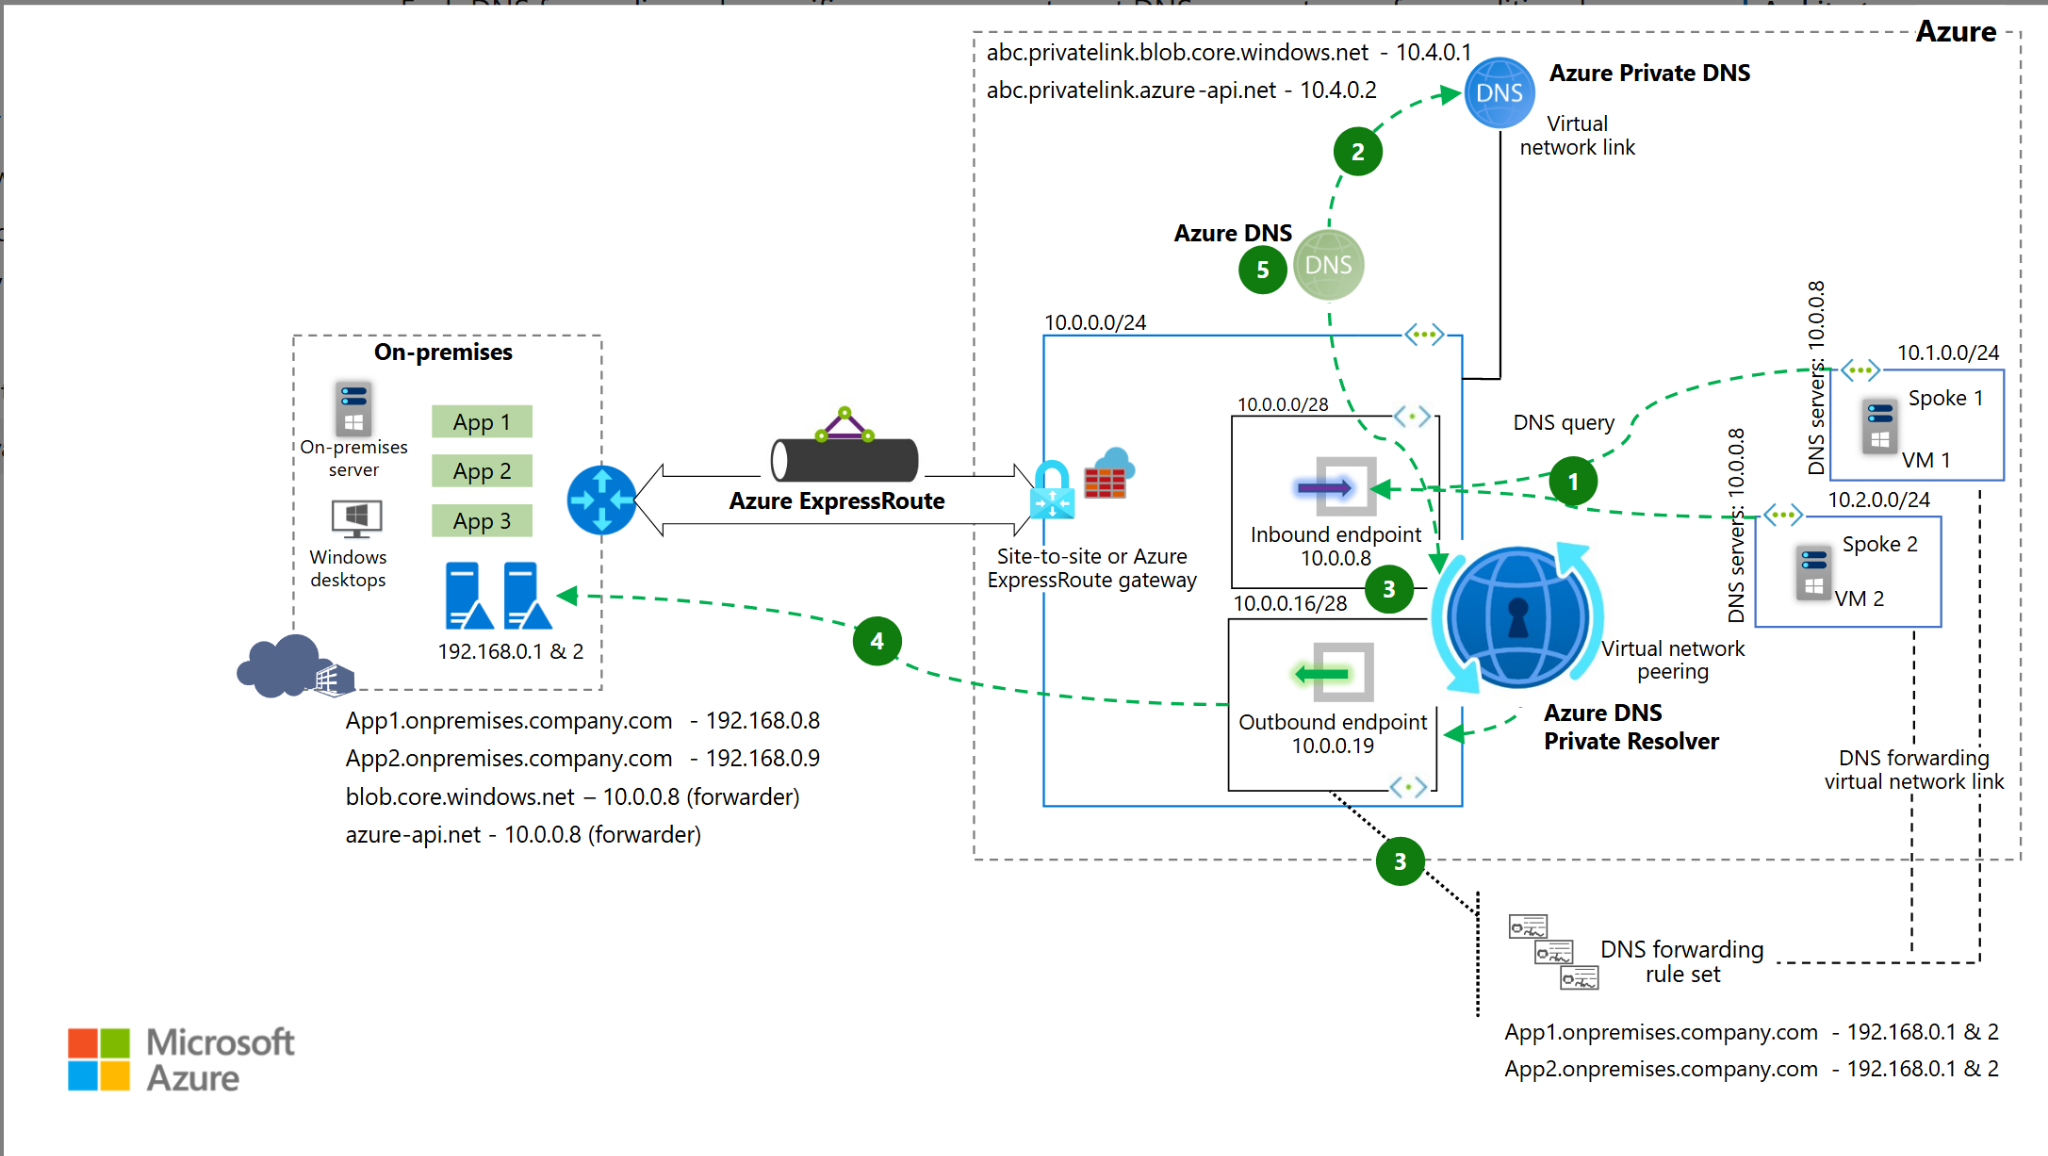 Azure
abc.privatelink.blob.core.windows.net - 10.4.0.1
abc.privatelink.azure-api.net - 10.4.0.2
DNS
Azure Private DNS
Virtual
network link
2
Azure DNS
5
DNS
10.0.0.0/24
On-premises
On-premises
server
App 1
App 2
App 3
Windows
desktops
192.168.0.1 & 2
Azure ExpressRoute
Site-to-site or Azure
ExpressRoute gateway
10.0.0.0/28
Inbound endpoint
10.0.0.8
3
10.0.0.16/28
Outbound endpoint
10.0.0.19
DNS query
1
DNS servers: 10.0.0.8
10.1.0.0/24
Spoke 1
VM 1
DNS servers: 10.0.0.8
10.2.0.0/24
Spoke 2
VM 2
Virtual network
peering
Azure DNS
Private Resolver
4
App1.onpremises.company.com - 192.168.0.8
App2.onpremises.company.com - 192.168.0.9
blob.core.windows.net – 10.0.0.8 (forwarder)
azure-api.net - 10.0.0.8 (forwarder)
DNS forwarding
virtual network link
3
DNS forwarding
rule set
App1.onpremises.company.com - 192.168.0.1 & 2
App2.onpremises.company.com - 192.168.0.1 & 2
Microsoft
Azure